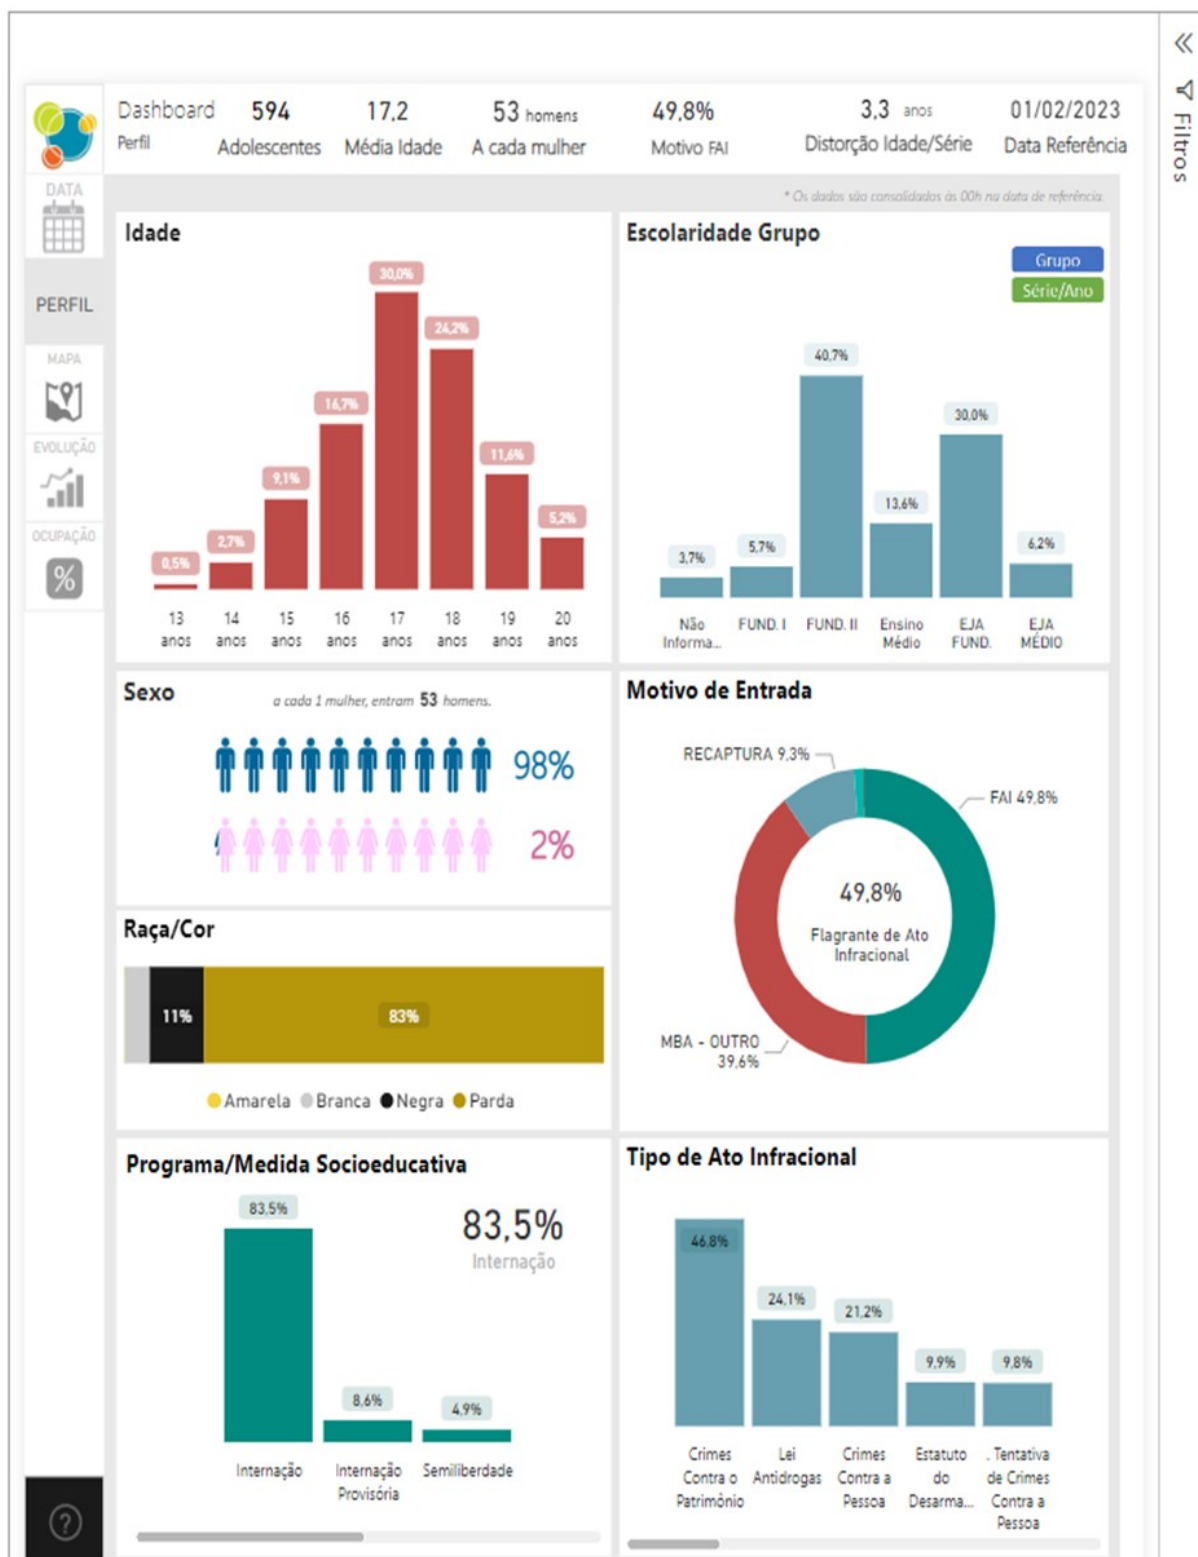 Filtros
Dashboard
Perfil
594
Adolescentes
17,2
Média Idade
53 homens
A cada mulher
49,8%
Motivo FAI
3,3 anos
Distorção Idade/Série
01/02/2023
Data Referência
* Os dados são consolidados às 00h na data de referência.
DATA
PERFIL
MAPA
EVOLUÇÃO
OCUPAÇÃO
%
?
Idade
0,5%
2,7%
9,1%
16,7%
30,0%
24,2%
11,6%
5,2%
13 anos
14 anos
15 anos
16 anos
17 anos
18 anos
19 anos
20 anos
Escolaridade Grupo
Grupo
Série/Ano
3,7%
5,7%
40,7%
13,6%
30,0%
6,2%
Não
Informa...
FUND. I
FUND. II
Ensino
Médio
EJA
FUND.
EJA
MÉDIO
Sexo
a cada 1 mulher, entram 53 homens.
98%
2%
Motivo de Entrada
RECAPTURA 9,3%
FAI 49,8%
49,8%
Flagrante de Ato
Infracional
MBA - OUTRO
39,6%
Raça/Cor
11%
83%
Amarela Branca Negra Parda
Programa/Medida Socioeducativa
83,5%
83,5%
Internação
8,6%
4,9%
Internação
Internação
Provisória
Semiliberdade
Tipo de Ato Infracional
46,8%
24,1%
21,2%
9,9%
9,8%
Crimes
Contra o
Patrimônio
Lei
Antidrogas
Crimes
Contra a
Pessoa
Estatuto
do
Desarma...
. Tentativa
de Crimes
Contra a
Pessoa